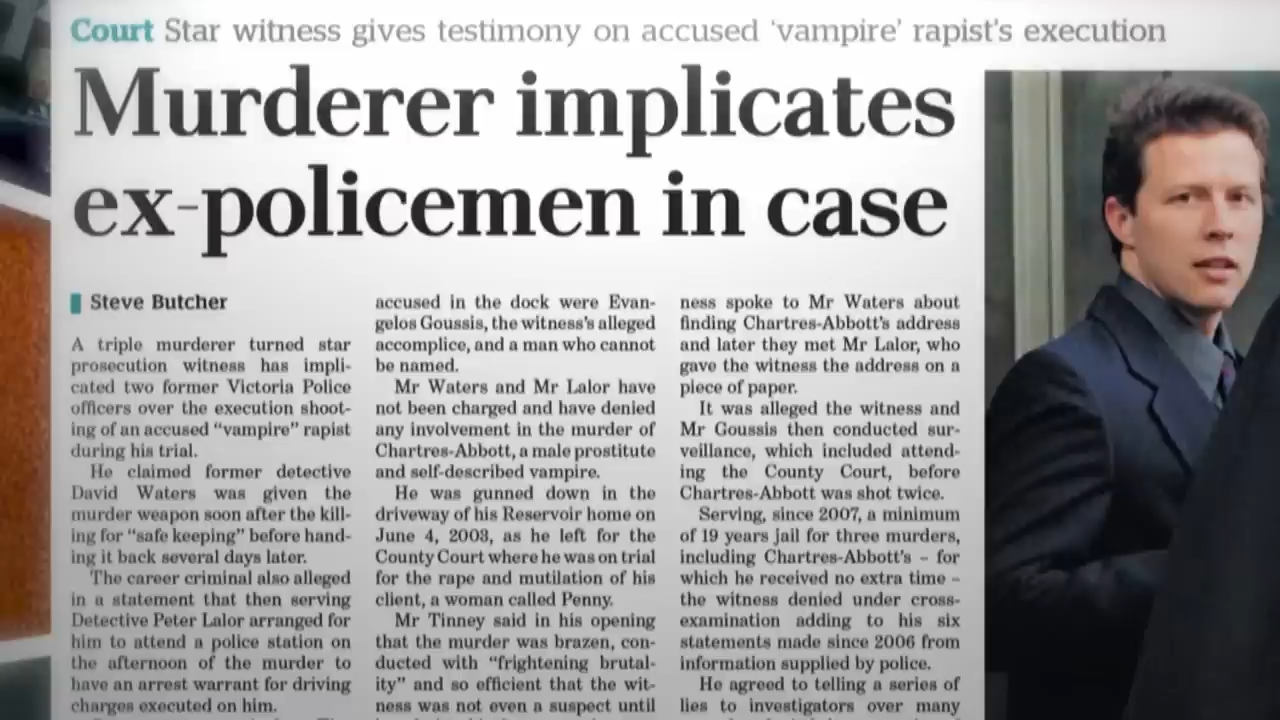 Court Star witness gives testimony on accused ‘vampire’ rapist’s execution
Murderer implicates
ex-policemen in case
Steve Butcher
A triple murderer turned star
prosecution witness has impli-
cated two former Victoria Police
officers over the execution shoot-
ing of an accused “vampire” rapist
during his trial.
He claimed former detective
David Waters was given the
murder weapon soon after the kill-
ing for “safe keeping” before hand-
ing it back several days later.
The career criminal also alleged
in a statement that then serving
Detective Peter Lalor arranged for
him to attend a police station on
the afternoon of the murder to
have an arrest warrant for driving
charges executed on him.
accused in the dock were Evan-
gelos Goussis, the witness’s alleged
accomplice, and a man who cannot
be named.
Mr Waters and Mr Lalor have
not been charged and have denied
any involvement in the murder of
Chartres-Abbott, a male prostitute
and self-described vampire.
He was gunned down in the
driveway of his Reservoir home on
June 4, 2003, as he left for the
County Court where he was on trial
for the rape and mutilation of his
client, a woman called Penny.
Mr Tinney said in his opening
that the murder was brazen, con-
ducted with “frightening brutal-
ity” and so efficient that the wit-
ness was not even a suspect until
ness spoke to Mr Waters about
finding Chartres-Abbott’s address
and later they met Mr Lalor, who
gave the witness the address on a
piece of paper.
It was alleged the witness and
Mr Goussis then conducted sur-
veillance, which included attend-
ing the County Court, before
Chartres-Abbott was shot twice.
Serving, since 2007, a minimum
of 19 years jail for three murders,
including Chartres-Abbott’s – for
which he received no extra time –
the witness denied under cross-
examination adding to his six
statements made since 2006 from
information supplied by police.
He agreed to telling a series of
lies to investigators over many